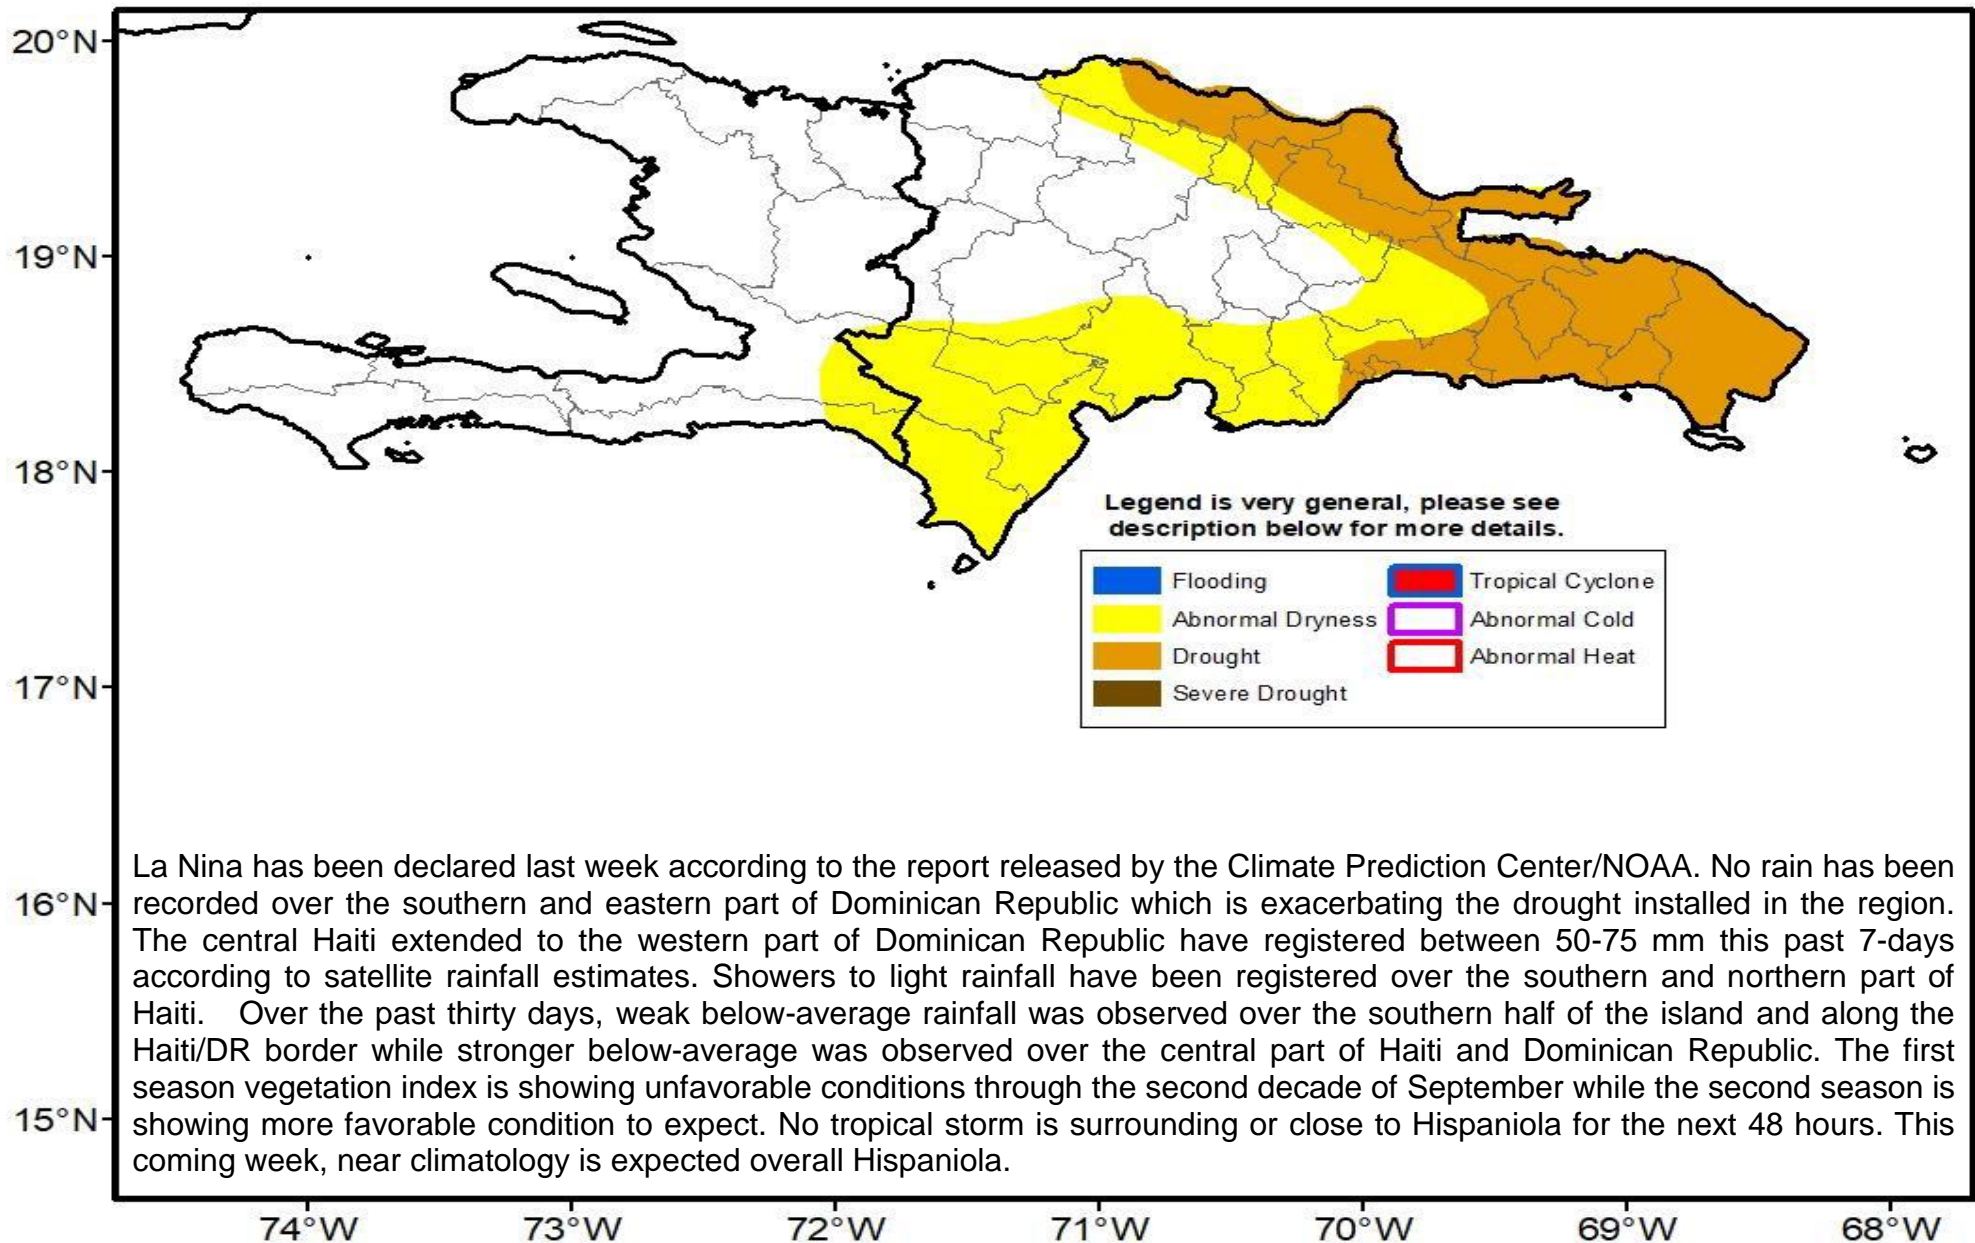 20°N
19°N
18°N
17°N
16°N
15°N
Legend is very general, please see
description below for more details.
Flooding
Tropical Cyclone
Abnormal Dryness
Abnormal Cold
Drought
Abnormal Heat
Severe Drought
La Nina has been declared last week according to the report released by the Climate Prediction Center/NOAA. No rain has been
recorded over the southern and eastern part of Dominican Republic which is exacerbating the drought installed in the region.
The central Haiti extended to the western part of Dominican Republic have registered between 50-75 mm this past 7-days
according to satellite rainfall estimates. Showers to light rainfall have been registered over the southern and northern part of
Haiti. Over the past thirty days, weak below-average rainfall was observed over the southern half of the island and along the
Haiti/DR border while stronger below-average was observed over the central part of Haiti and Dominican Republic. The first
season vegetation index is showing unfavorable conditions through the second decade of September while the second season is
showing more favorable condition to expect. No tropical storm is surrounding or close to Hispaniola for the next 48 hours. This
coming week, near climatology is expected overall Hispaniola.
74°W 73°W 72°W 71°W 70°W 69°W 68°W